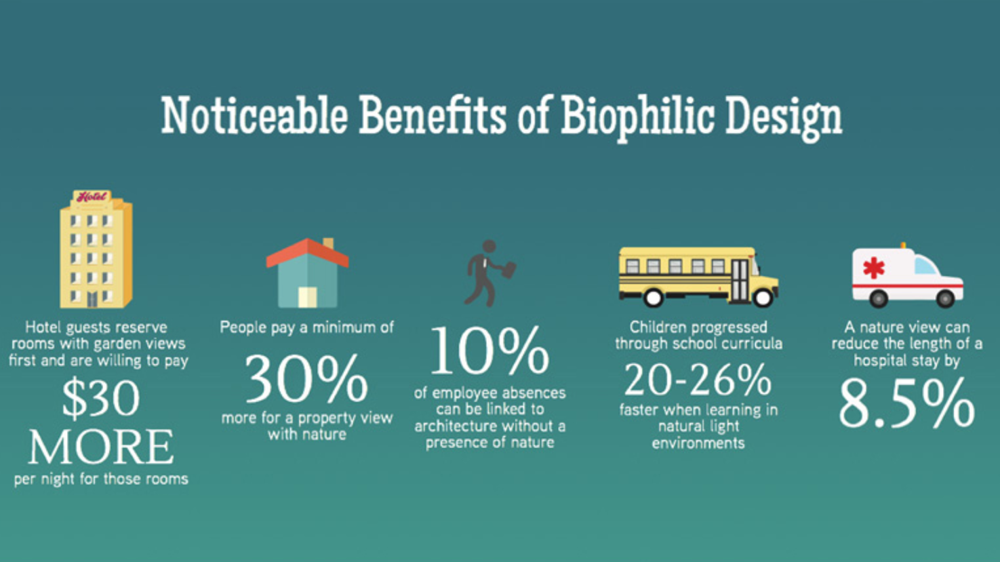 Noticeable Benefits of Biophilic Design
Hotel
Hotel guests reserve
rooms with garden views
first and are willing to pay
$30
MORE
per night for those rooms
People pay a minimum of
30%
more for a property view
with nature
10%
of employee absences
can be linked to
architecture without a
presence of nature
Children progressed
through school curricula
20-26%
faster when learning in
natural light
environments
A nature view can
reduce the length of a
hospital stay by
8.5%